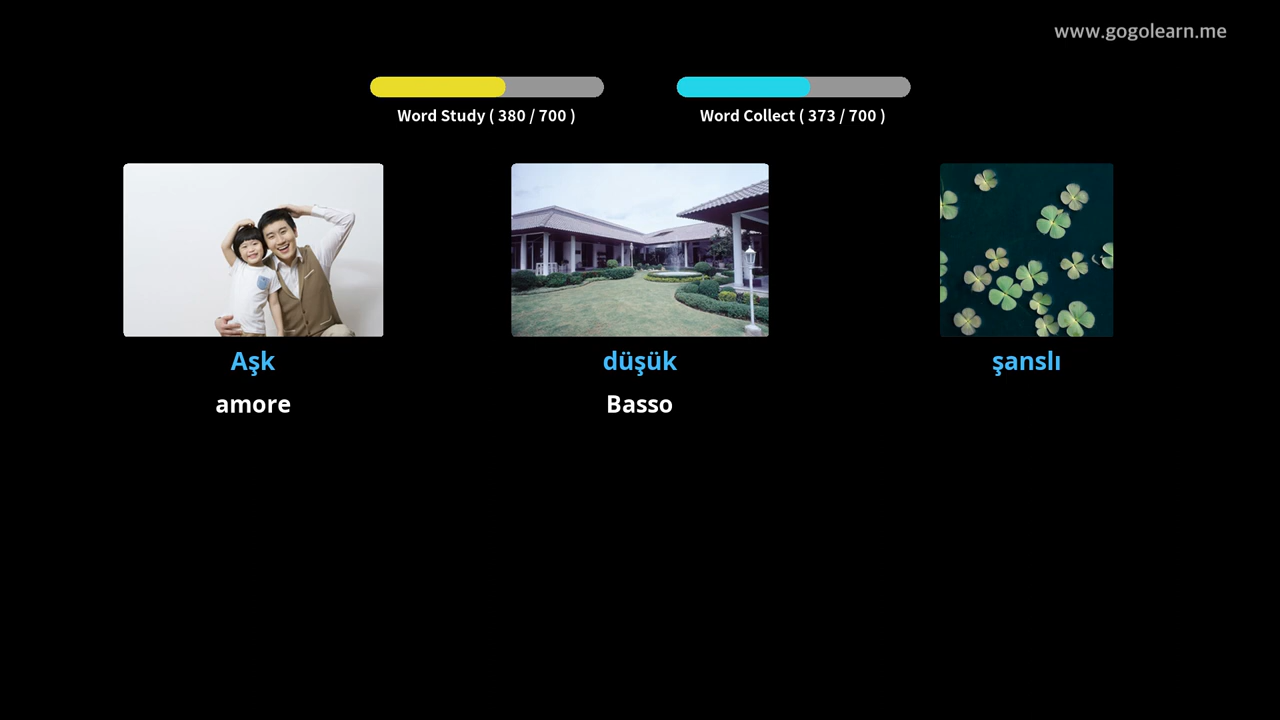 www.gogolearn.me
Word Study ( 380 / 700 )
Word Collect ( 373 / 700 )
Aşk
düşük
şanslı
amore
Basso